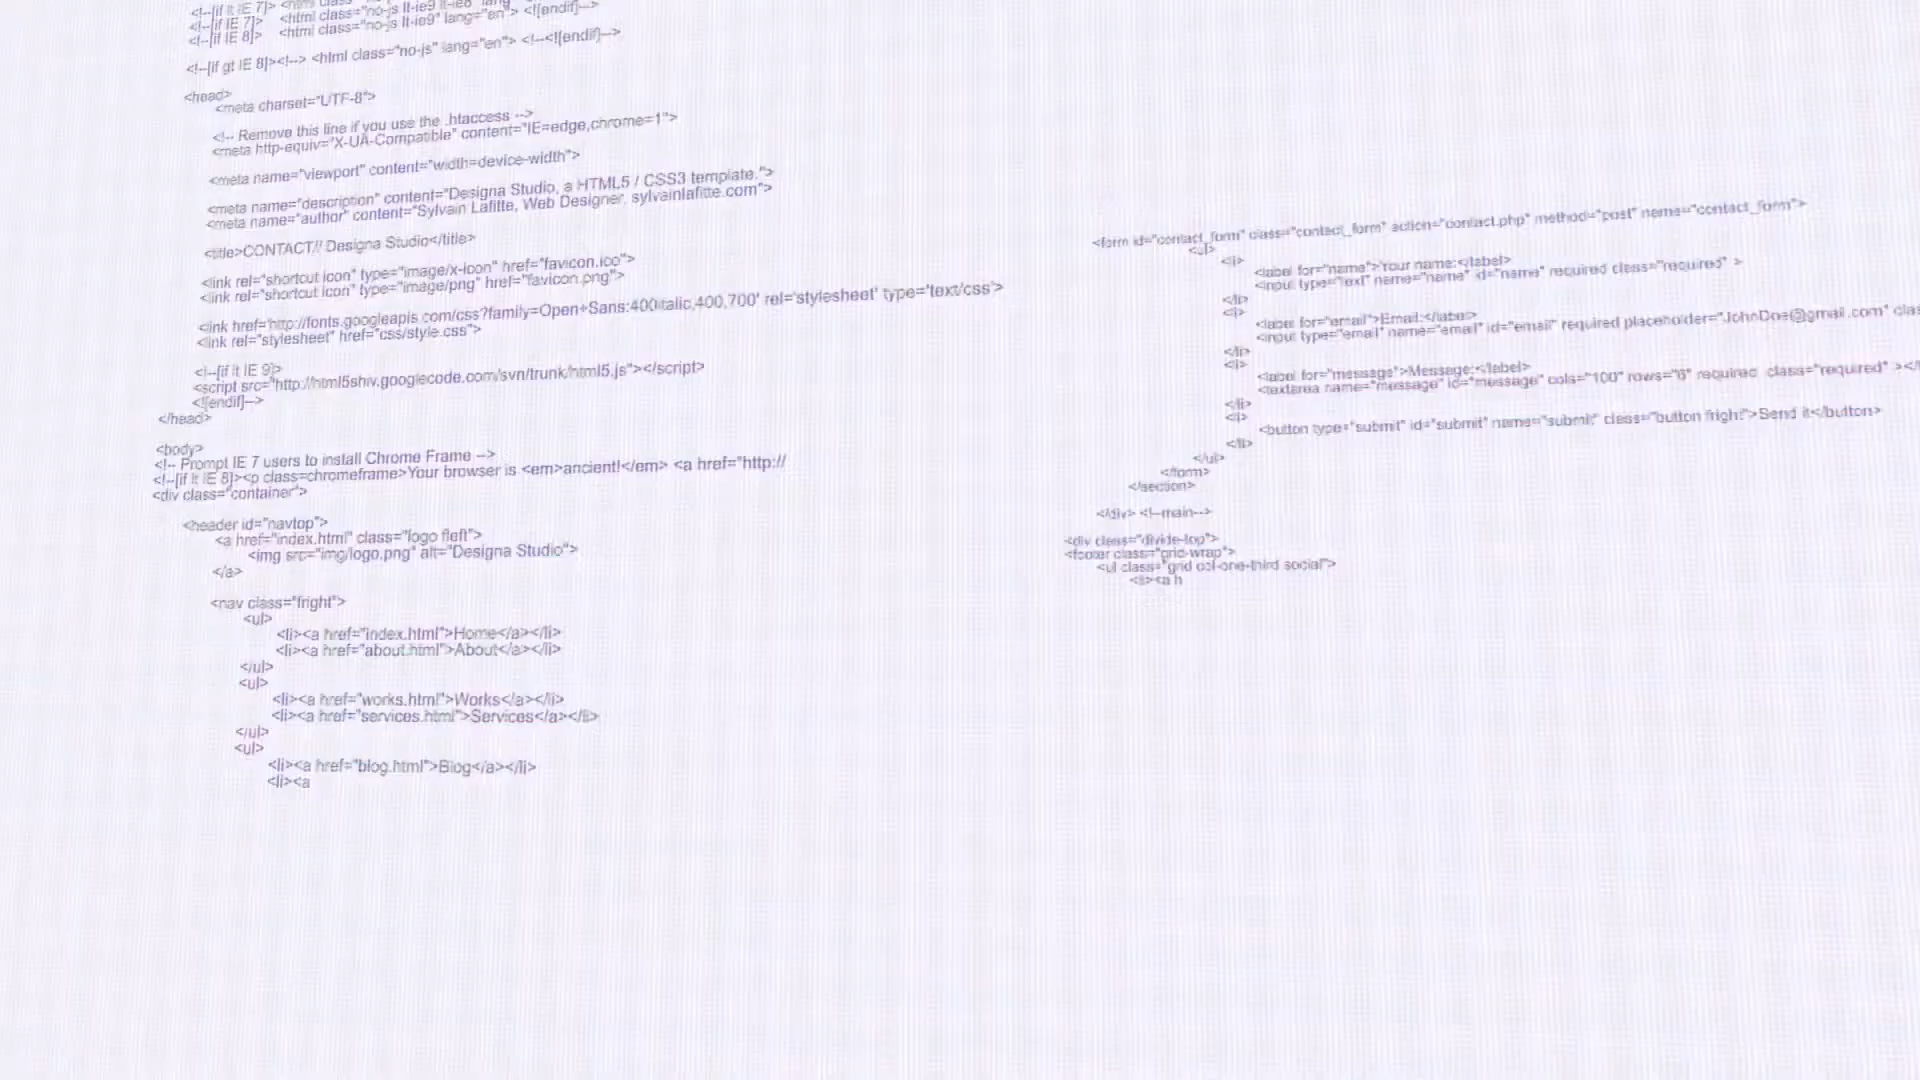 <!--[if lt IE 7]> <html class="no-js lt-ie9 lt-ie8
<!--[if IE 7]> <html class="no-js lt-ie9 lt-ie8" lang
<!--[if IE 8]> <html class="no-js lt-ie9" lang="en"> <![endif]-->
<!--[if gt IE 8]><!--> <html class="no-js" lang="en"> <!--<![endif]-->
<head>
<meta charset="UTF-8">
<!-- Remove this line if you use the .htaccess -->
<meta http-equiv="X-UA-Compatible" content="IE=edge,chrome=1">
<meta name="viewport" content="width=device-width">
<meta name="description" content="Designa Studio, a HTML5 / CSS3 template.">
<meta name="author" content="Sylvain Lafitte, Web Designer, sylvainlafitte.com">
<title>CONTACT// Designa Studio</title>
<link rel="shortcut icon" type="image/x-icon" href="favicon.ico">
<link rel="shortcut icon" type="image/png" href="favicon.png">
<link href='http://fonts.googleapis.com/css?family=Open+Sans:400italic,400,700' rel='stylesheet' type='text/css'>
<link rel="stylesheet" href="css/style.css">
<!--[if lt IE 9]>
<script src="http://html5shiv.googlecode.com/svn/trunk/html5.js"></script>
<![endif]-->
</head>
<body>
<!-- Prompt IE 7 users to install Chrome Frame -->
<!--[if lt IE 8]><p class=chromeframe>Your browser is <em>ancient!</em> <a href="http://
<div class="container">
<header id="navtop">
<a href="index.html" class="logo fleft">
<img src="img/logo.png" alt="Designa Studio">
</a>
<nav class="fright">
<ul>
<li><a href="index.html">Home</a></li>
<li><a href="about.html">About</a></li>
</ul>
<ul>
<li><a href="works.html">Works</a></li>
<li><a href="services.html">Services</a></li>
</ul>
<ul>
<li><a href="blog.html">Blog</a></li>
<li><a
<form id="contact_form" class="contact_form" action="contact.php" method="post" name="contact_form">
<ul>
<li>
<label for="name">Your name:</label>
<input type="text" name="name" id="name" required class="required" >
</li>
<li>
<label for="email">Email:</label>
<input type="email" name="email" id="email" required placeholder="JohnDoe@gmail.com" clas
</li>
<li>
<label for="message">Message:</label>
<textarea name="message" id="message" cols="100" rows="6" required class="required" ></
</li>
<li>
<button type="submit" id="submit" name="submit" class="button fright">Send it</button>
</li>
</ul>
</form>
</section>
</div> <!--main-->
<div class="divide-top">
<footer class="grid-wrap">
<ul class="grid col-one-third social">
<li><a h